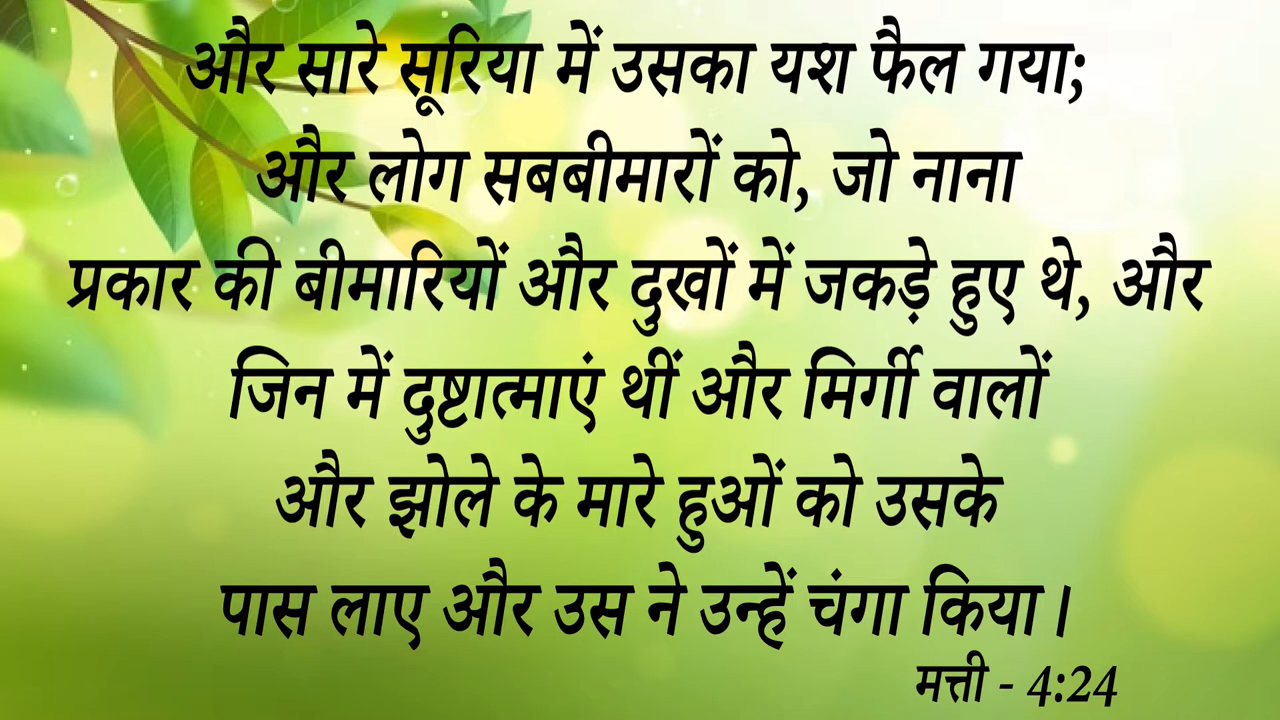 और सारे सूरिया में उसका यश फैल गया;
और लोग सबबीमारों को, जो नाना
प्रकार की बीमारियों और दुखों में जकड़े हुए थे, और
जिन में दुष्टात्माएं थीं और मिर्गी वालों
और झोले के मारे हुओं को उसके
पास लाए और उस ने उन्हें चंगा किया।
मत्ती - 4:24